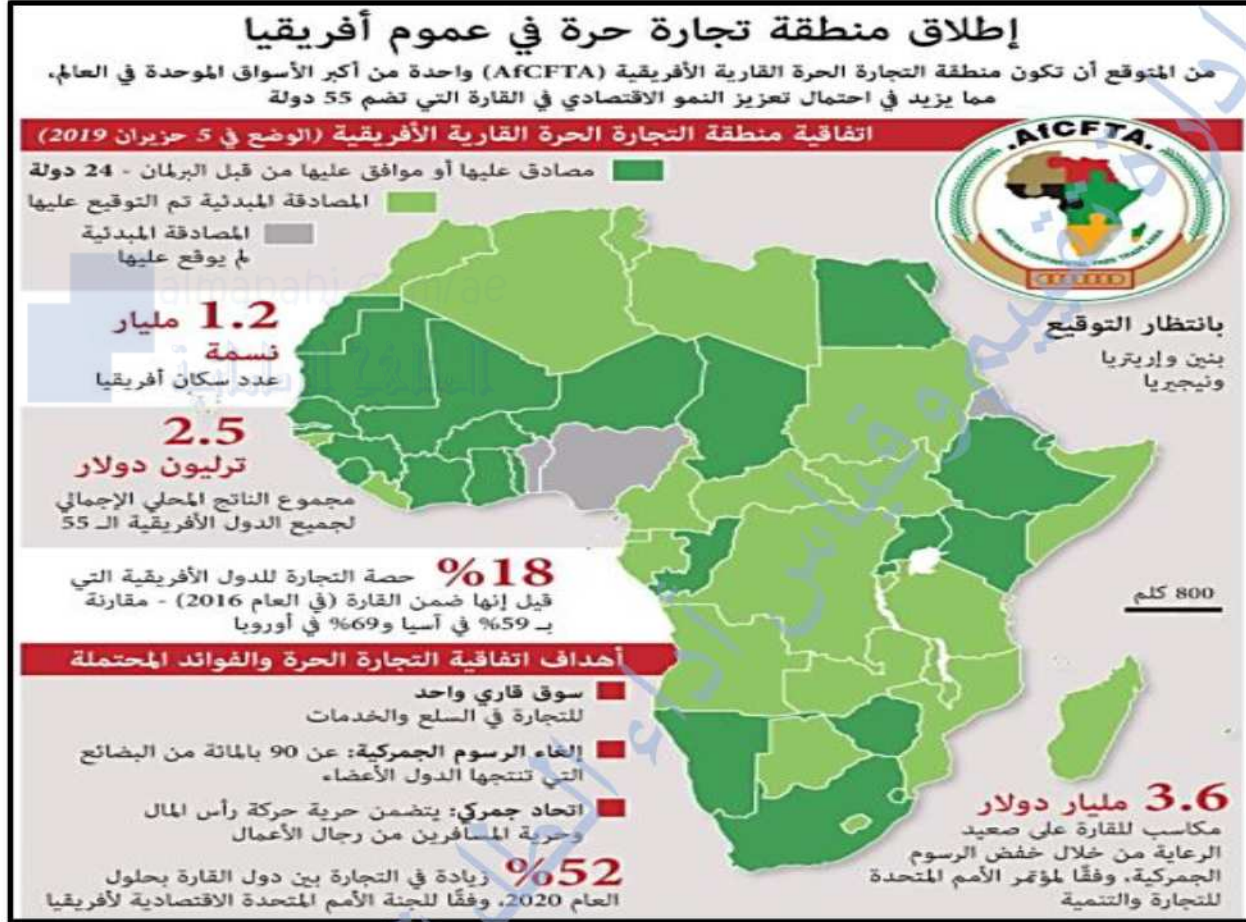 إطلاق منطقة تجارة حرة في عموم أفريقيا
من المتوقع أن تكون منطقة التجارة الحرة القارية الأفريقية (AfCFTA) واحدة من أكبر الأسواق الموحدة في العالم،
مما يزيد في احتمال تعزيز النمو الاقتصادي في القارة التي تضم 55 دولة
اتفاقية منطقة التجارة الحرة القارية الأفريقية (الوضع في 5 حزيران 2019)
AfCFTA
AFRICAN CONTINENTAL FREE TRADE AREA
مصادق عليها أو موافق عليها من قبل البرلمان - 24 دولة
المصادقة المبدئية تم التوقيع عليها
المصادقة المبدئية
لم يوقع عليها
بانتظار التوقيع
بنين وإريتريا
ونيجيريا
1.2 مليار
نسمة
عدد سكان أفريقيا
2.5
ترليون دولار
مجموع الناتج المحلي الإجمالي
لجميع الدول الأفريقية الـ 55
%18 حصة التجارة للدول الأفريقية التي
قيل إنها ضمن القارة (في العام 2016) - مقارنة
بـ 59% في آسيا و69% في أوروبا
800 كلم
أهداف اتفاقية التجارة الحرة والفوائد المحتملة
سوق قاري واحد
للتجارة في السلع والخدمات
إلغاء الرسوم الجمركية: عن 90 بالمائة من البضائع
التي تنتجها الدول الأعضاء
اتحاد جمركي: يتضمن حرية حركة رأس المال
وحرية المسافرين من رجال الأعمال
%52 زيادة في التجارة بين دول القارة بحلول
العام 2020، وفقًا للجنة الأمم المتحدة الاقتصادية لأفريقيا
3.6 مليار دولار
مكاسب للقارة على صعيد
الرعاية من خلال خفض الرسوم
الجمركية، وفقًا لمؤتمر الأمم المتحدة
للتجارة والتنمية